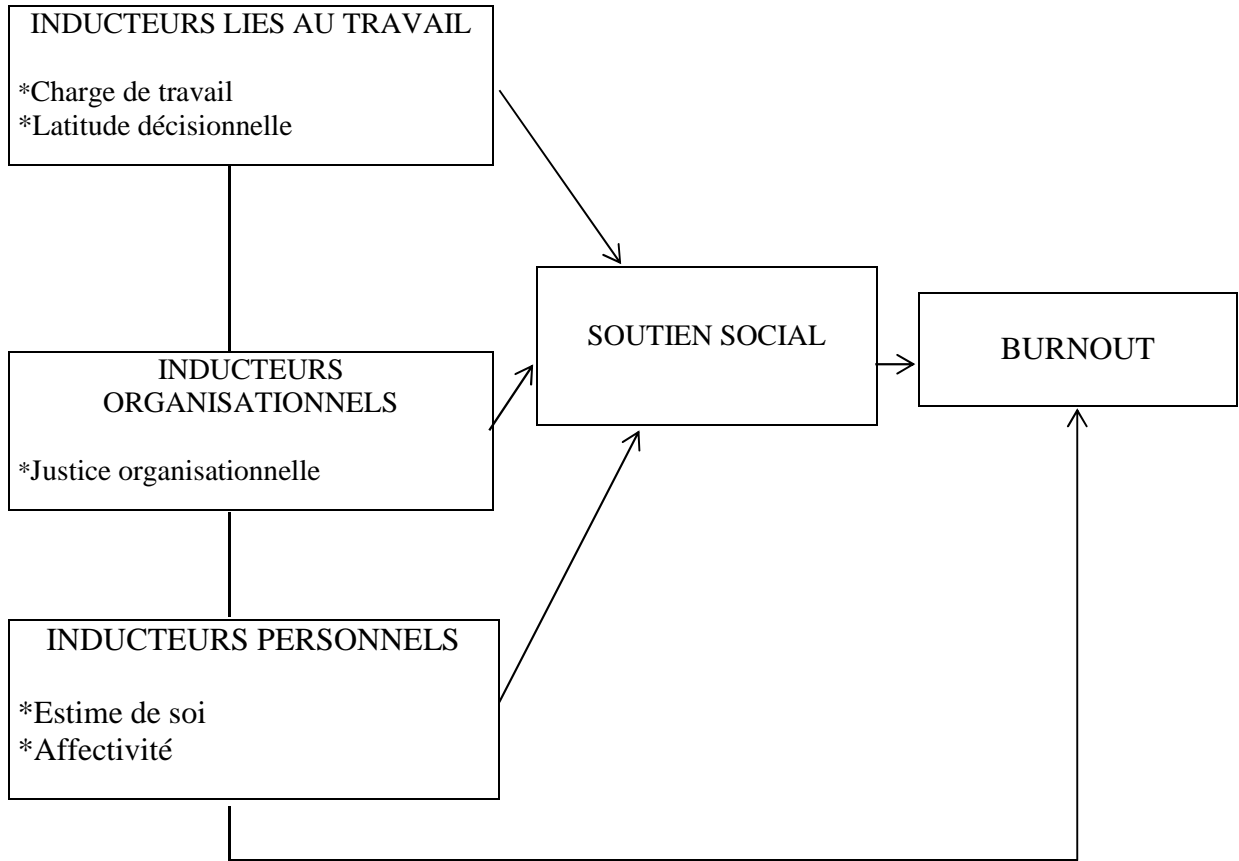 INDUCTEURS LIES AU TRAVAIL
*Charge de travail
*Latitude décisionnelle
INDUCTEURS
ORGANISATIONNELS
*Justice organisationnelle
INDUCTEURS PERSONNELS
*Estime de soi
*Affectivité
SOUTIEN SOCIAL
BURNOUT